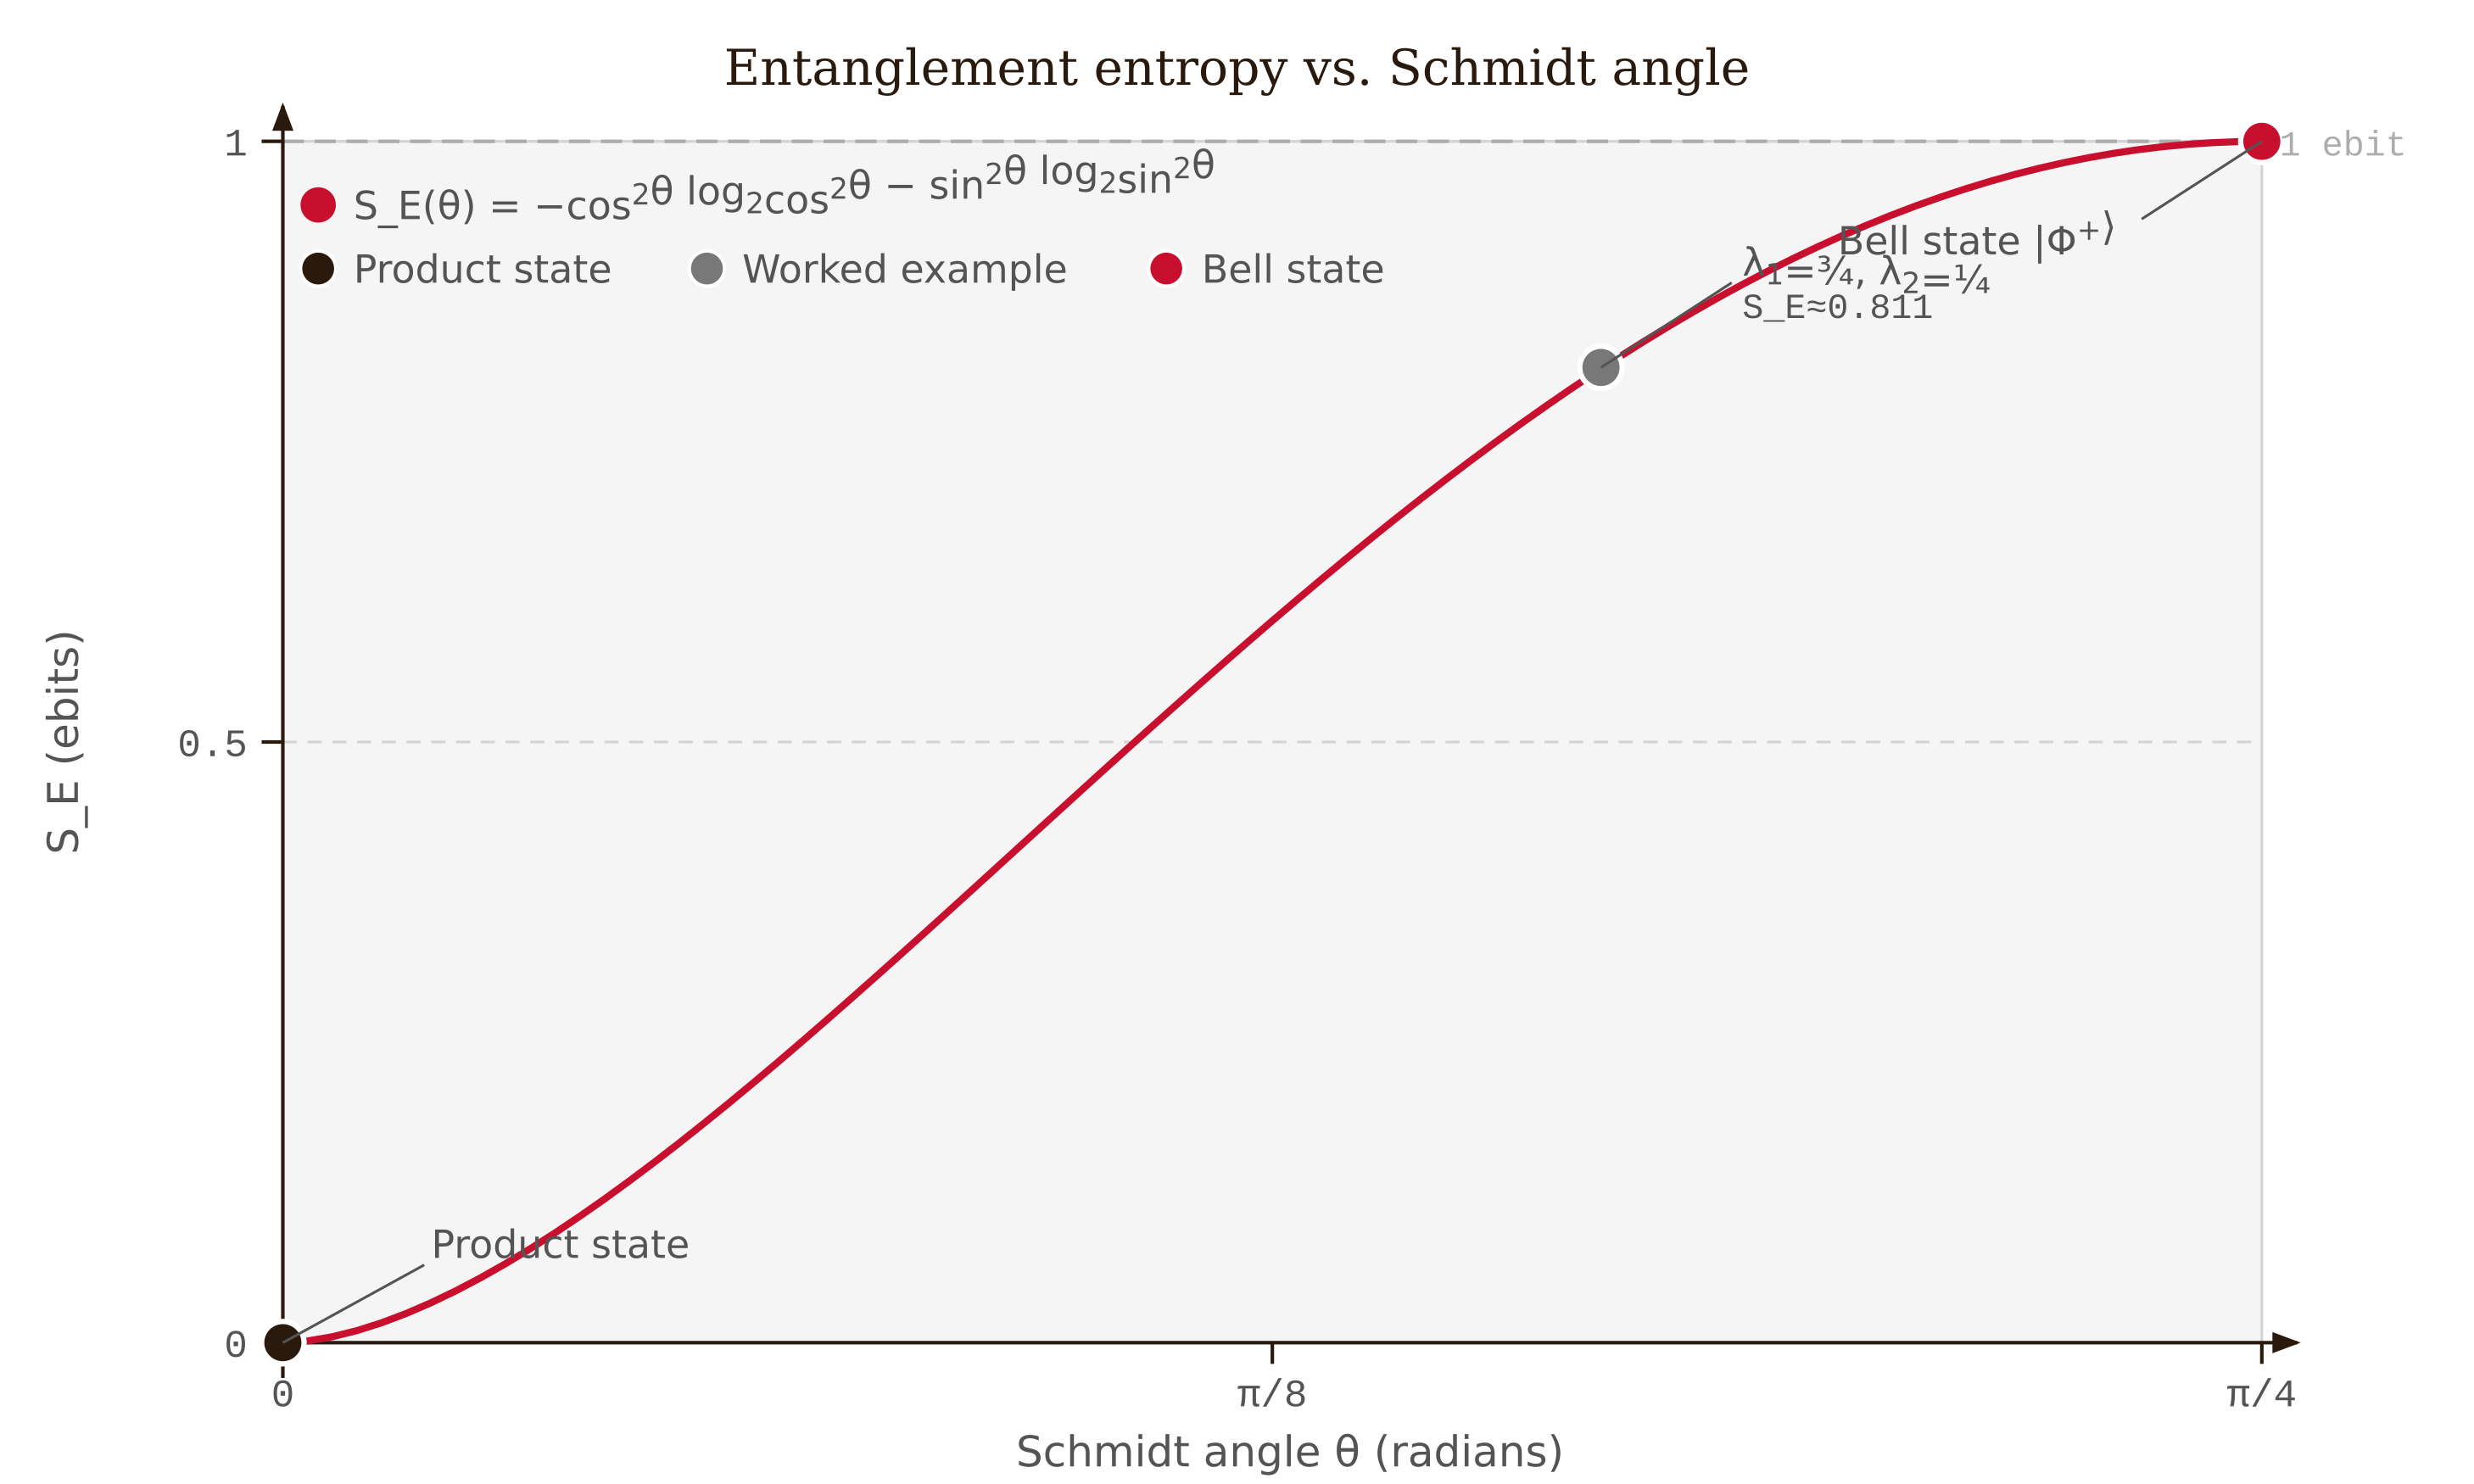 Entanglement entropy vs. Schmidt angle
1
1 ebit
S_E(θ) = −cos²θ log₂cos²θ − sin²θ log₂sin²θ
Product state
Worked example
Bell state
Bell state |Φ⁺⟩
λ₁=¾, λ₂=¼
S_E≈0.811
S_E (ebits)
0.5
Product state
0
0
π/8
π/4
Schmidt angle θ (radians)